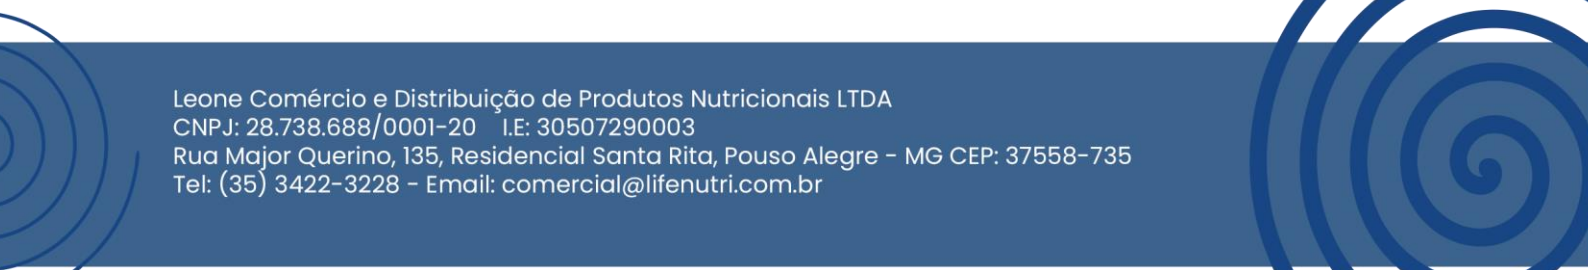 Leone Comércio e Distribuição de Produtos Nutricionais LTDA
CNPJ: 28.738.688/0001-20 I.E: 30507290003
Rua Major Querino, 135, Residencial Santa Rita, Pouso Alegre - MG CEP: 37558-735
Tel: (35) 3422-3228 - Email: comercial@lifenutri.com.br